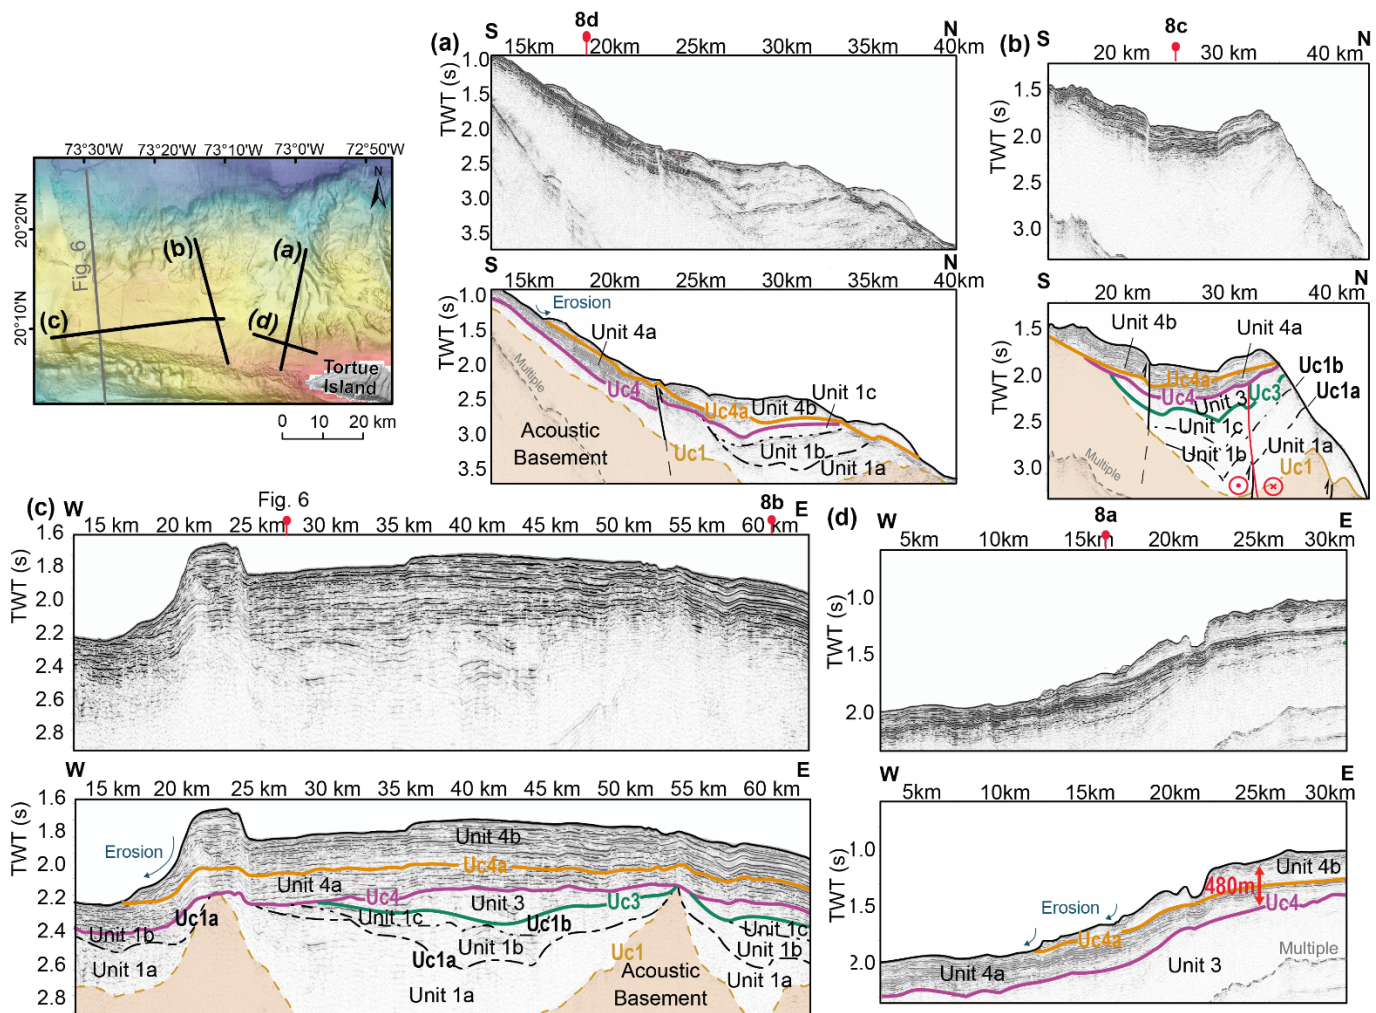 73°30W 73°20W 73°10W 73°0W 72°50W
20°20N
20°10N
N
Fig. 6
(b)
(a)
(c)
(d)
Tortue
Island
0 10 20 km
(a)
8d
S N
15km 20km 25km 30km 35km 40km
TWT (s)
1.0
1.5
2.0
2.5
3.0
3.5
S N
15km 20km 25km 30km 35km 40km
TWT (s)
1.0
1.5
2.0
2.5
3.0
3.5
Erosion
Unit 4a
Multiple
Uc4
Uc4a
Unit 4b
Unit 1c
Acoustic
Basement
Uc1
Unit 1b
Unit 1a
(b)
8c
S N
20 km 30 km 40 km
TWT (s)
1.5
2.0
2.5
3.0
S N
20 km 30 km 40 km
TWT (s)
1.5
2.0
2.5
3.0
Unit 4b
Unit 4a
Uc1b
Uc1a
Uc4a
Uc4
Uc3
Unit 3
Unit 1c
Unit 1b
Unit 1a
Uc1
Multiple
(c)
W Fig. 6 8b E
15 km 20 km 25 km 30 km 35 km 40 km 45 km 50 km 55 km 60 km
TWT (s)
1.6
1.8
2.0
2.2
2.4
2.6
2.8
W E
15 km 20 km 25 km 30 km 35 km 40 km 45 km 50 km 55 km 60 km
TWT (s)
1.6
1.8
2.0
2.2
2.4
2.6
2.8
Erosion
Unit 4b
Uc4a
Unit 4a
Uc4
Unit 3
Uc3
Uc1a
Unit 1c
Uc1b
Unit 1c
Unit 1b
Unit 1b
Unit 1b
Uc1a
Uc1
Unit 1a
Unit 1a
Unit 1a
Acoustic
Basement
(d)
W 8a E
5km 10km 15km 20km 25km 30km
TWT (s)
1.0
1.5
2.0
W E
5km 10km 15km 20km 25km 30km
TWT (s)
1.0
1.5
2.0
Unit 4b
480m
Uc4
Erosion
Uc4a
Multiple
Unit 4a
Unit 3